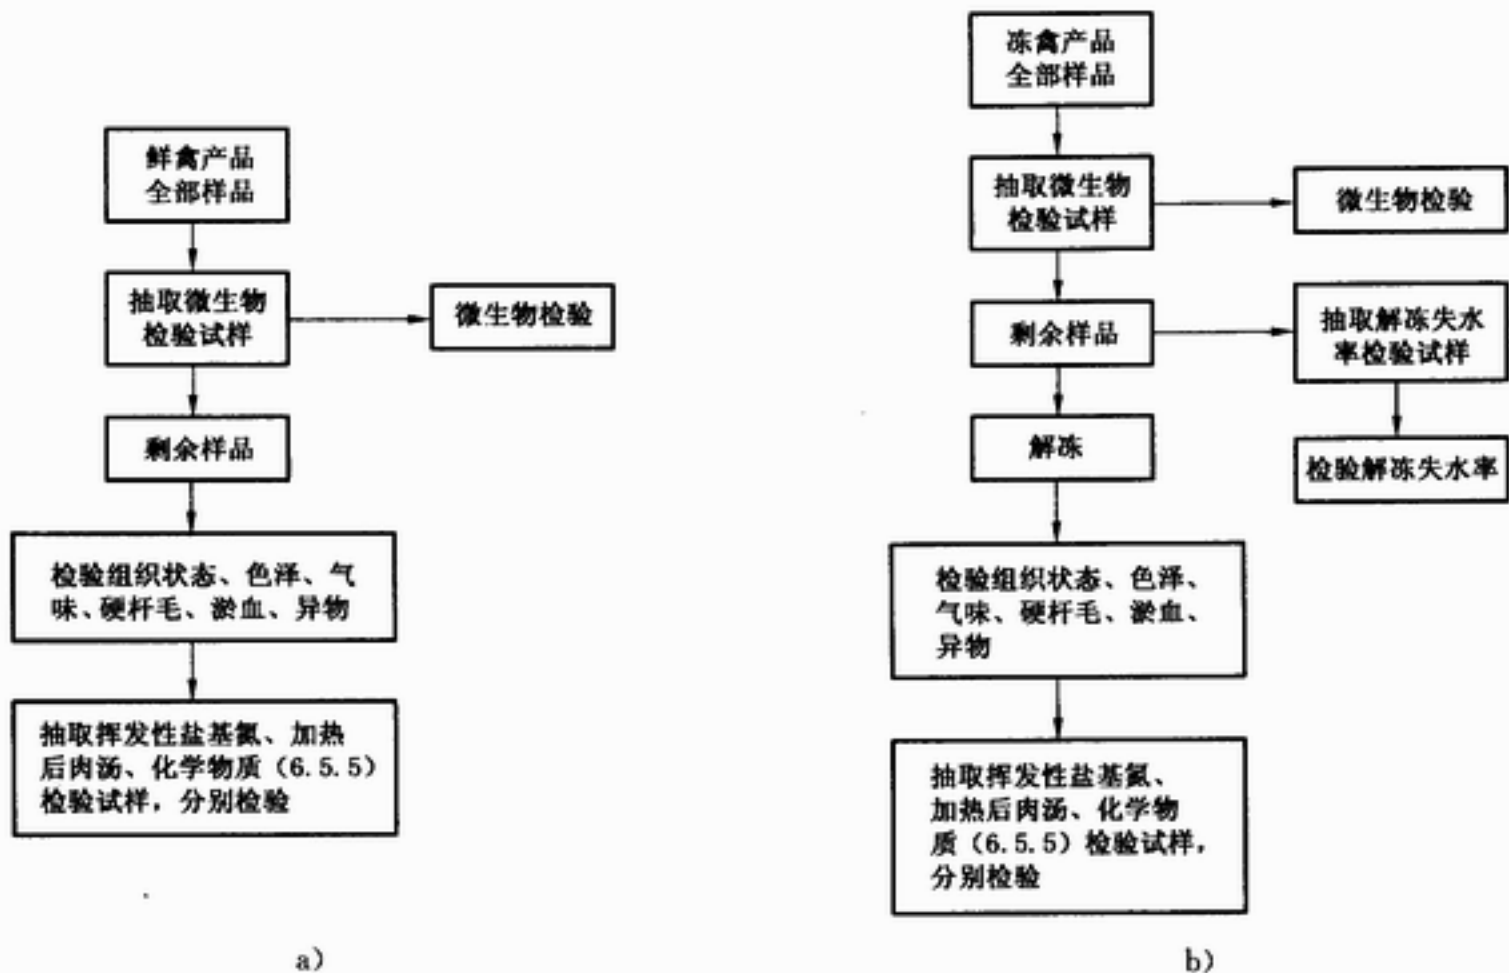 鲜禽产品
全部样品
抽取微生物
检验试样
微生物检验
剩余样品
检验组织状态、色泽、气
味、硬杆毛、淤血、异物
抽取挥发性盐基氮、加热
后肉汤、化学物质(6.5.5)
检验试样，分别检验
a)
冻禽产品
全部样品
抽取微生物
检验试样
微生物检验
剩余样品
抽取解冻失水
率检验试样
解冻
检验解冻失水率
检验组织状态、色泽、
气味、硬杆毛、淤血、
异物
抽取挥发性盐基氮、
加热后肉汤、化学物
质(6.5.5)检验试样，
分别检验
b)